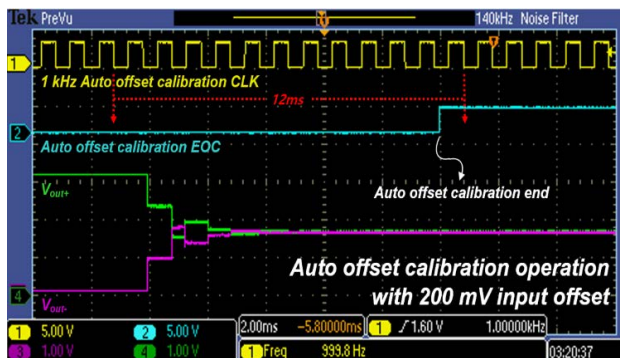 Tek PreVu 140kHz Noise Filter
1
1 kHz Auto offset calibration CLK
12ms
2
Auto offset calibration EOC
Vout+
Auto offset calibration end
Auto offset calibration operation
with 200 mV input offset
4
Vout-
1 5.00 V 2 5.00 V 2.00ms -5.80000ms 1 1.60 V 1.00000kHz
3 1.00 V 4 1.00 V 1 Freq 999.8 Hz 03:20:37